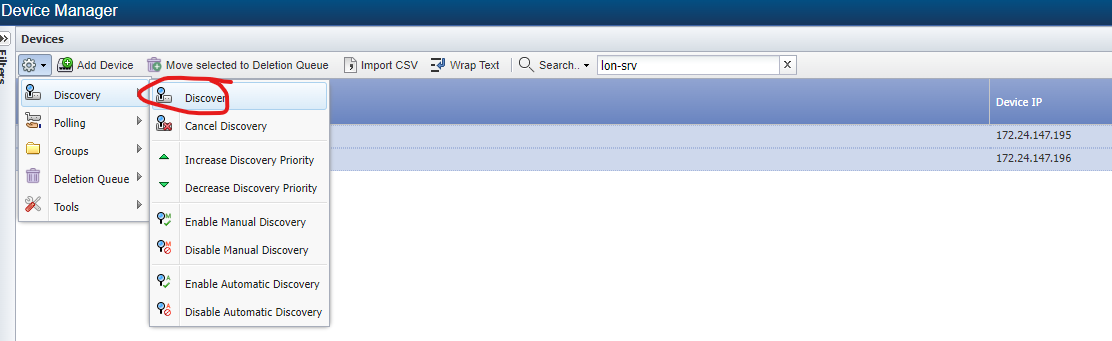 Device Manager
Devices
Filters
Add Device Move selected to Deletion Queue Import CSV Wrap Text Search.. lon-srv X
Discovery
Polling
Groups
Deletion Queue
Tools
Discover
Cancel Discovery
Increase Discovery Priority
Decrease Discovery Priority
Enable Manual Discovery
Disable Manual Discovery
Enable Automatic Discovery
Disable Automatic Discovery
Device IP
172.24.147.195
172.24.147.196